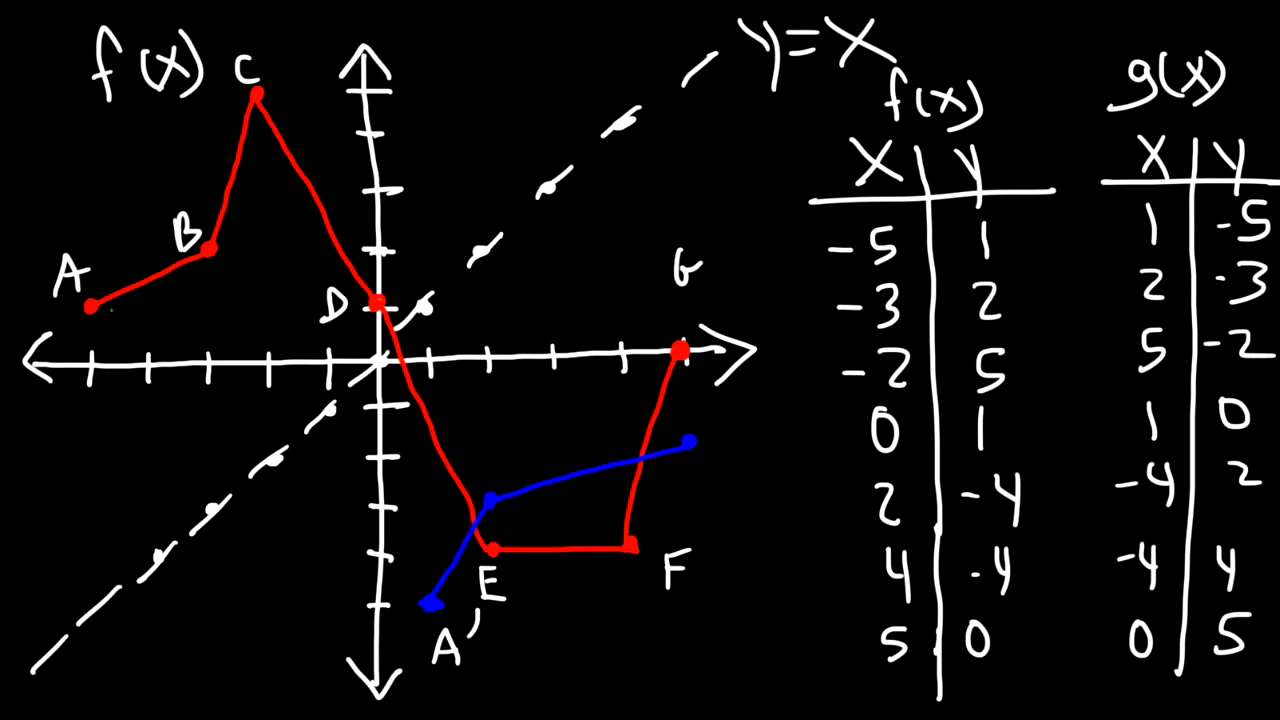 f(x)
C
y=x
B
A
D
G
E
F
A'
f(x)
x y
-5 1
-3 2
-2 5
0 1
2 -4
4 -4
5 0
g(x)
x y
1 -5
2 -3
5 -2
1 0
-4 2
-4 4
0 5